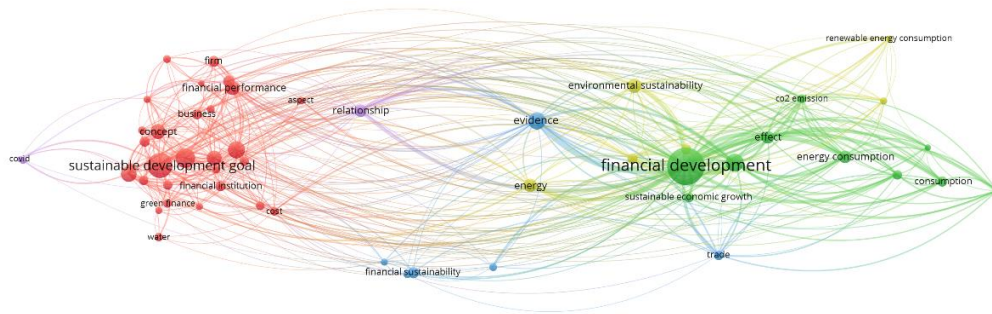 renewable energy consumption
firm
financial performance
environmental sustainability
aspect
co2 emission
business
relationship
evidence
concept
effect
covid
sustainable development goal
financial development
energy consumption
financial institution
energy
consumption
green finance
sustainable economic growth
cost
water
trade
financial sustainability